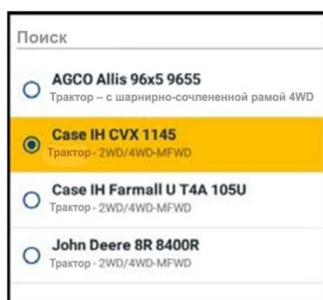 Поиск
AGCO Allis 96x5 9655
Трактор – с шарнирно-сочлененной рамой 4WD
Case IH CVX 1145
Трактор - 2WD/4WD-MFWD
Case IH Farmall U T4A 105U
Трактор - 2WD/4WD-MFWD
John Deere 8R 8400R
Трактор - 2WD/4WD-MFWD